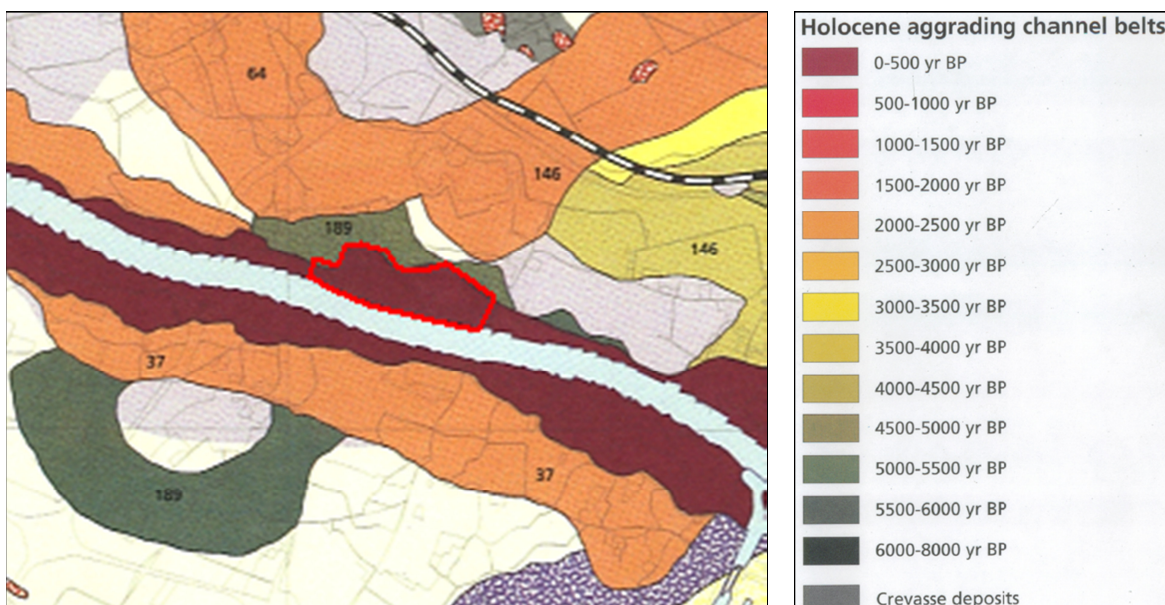 64
146
189
146
37
37
189
Holocene aggrading channel belts
0-500 yr BP
500-1000 yr BP
1000-1500 yr BP
1500-2000 yr BP
2000-2500 yr BP
2500-3000 yr BP
3000-3500 yr BP
3500-4000 yr BP
4000-4500 yr BP
4500-5000 yr BP
5000-5500 yr BP
5500-6000 yr BP
6000-8000 yr BP
Crevasse deposits